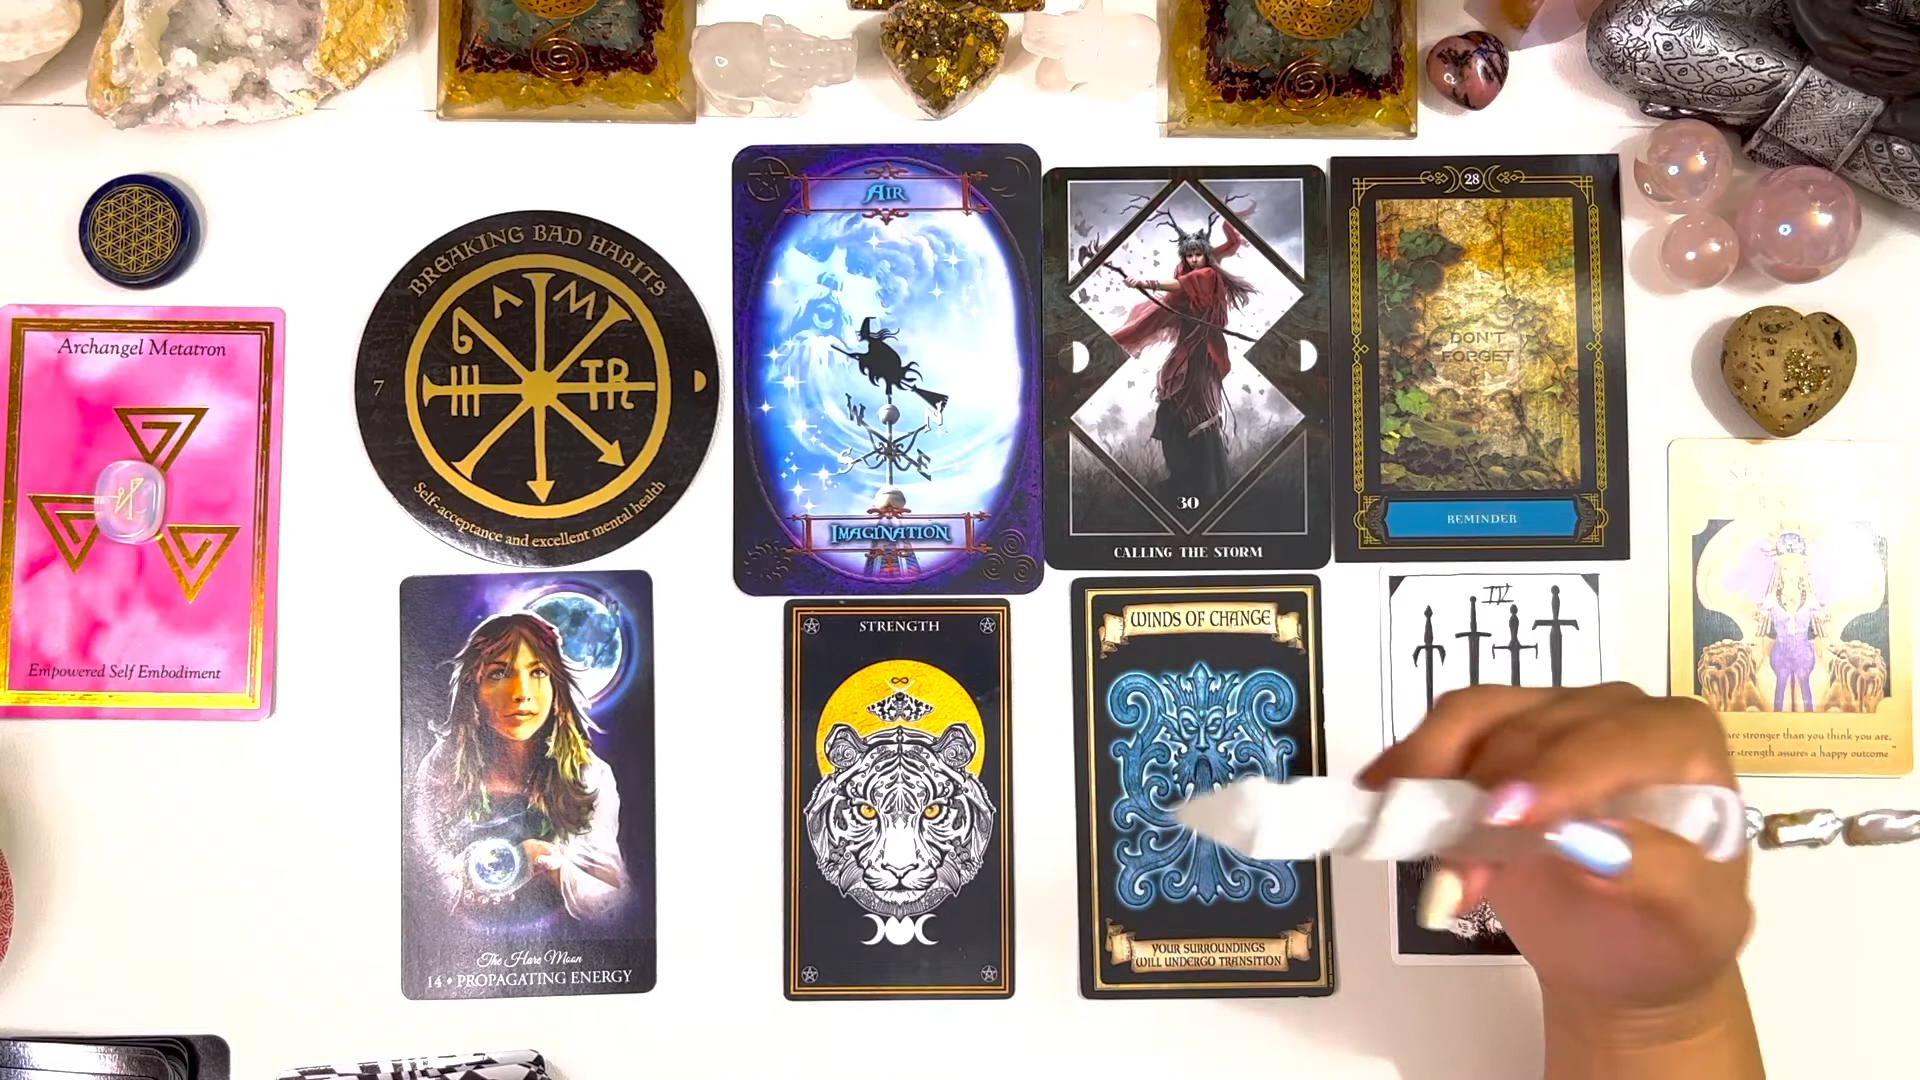 Archangel Metatron
Empowered Self Embodiment
BREAKING BAD HABITS
7
Self-acceptance and excellent mental health
AIR
W N
S E
IMAGINATION
30
CALLING THE STORM
28
DON'T
FORGET
REMINDER
The Hare Moon
14 • PROPAGATING ENERGY
STRENGTH
WINDS OF CHANGE
YOUR SURROUNDINGS
WILL UNDERGO TRANSITION
IV
are stronger than you think you are.
strength assures a happy outcome"